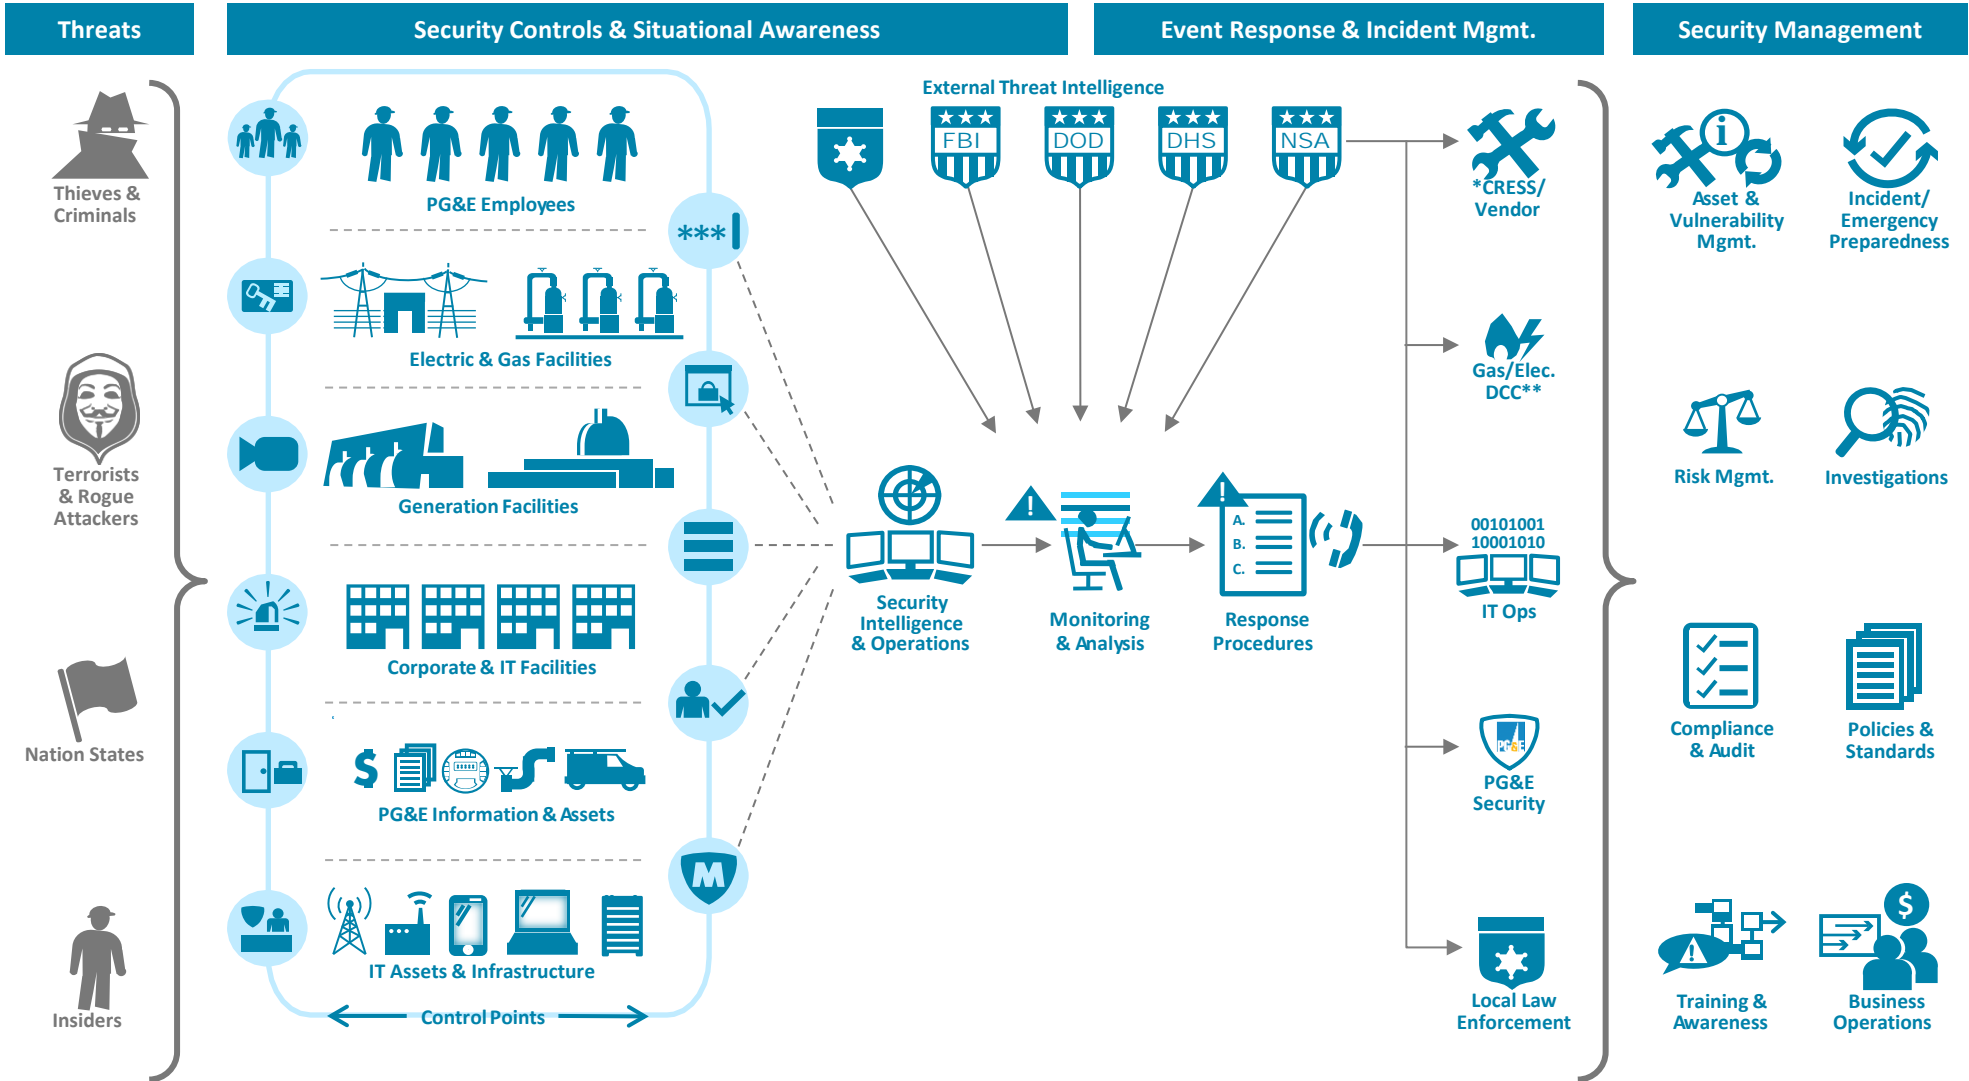 Threats
Security Controls & Situational Awareness
Event Response & Incident Mgmt.
Security Management
Thieves &
Criminals
Terrorists
& Rogue
Attackers
Nation States
Insiders
PG&E Employees
Electric & Gas Facilities
Generation Facilities
Corporate & IT Facilities
PG&E Information & Assets
IT Assets & Infrastructure
Control Points
***|
M
External Threat Intelligence
FBI
DOD
DHS
NSA
Security
Intelligence
& Operations
!
Monitoring
& Analysis
!
A.
B.
C.
Response
Procedures
*CRESS/
Vendor
Gas/Elec.
DCC**
00101001
10001010
IT Ops
PG&E
PG&E
Security
Local Law
Enforcement
i
Asset &
Vulnerability
Mgmt.
Incident/
Emergency
Preparedness
Risk Mgmt.
Investigations
Compliance
& Audit
Policies &
Standards
!
Training &
Awareness
$
Business
Operations
$